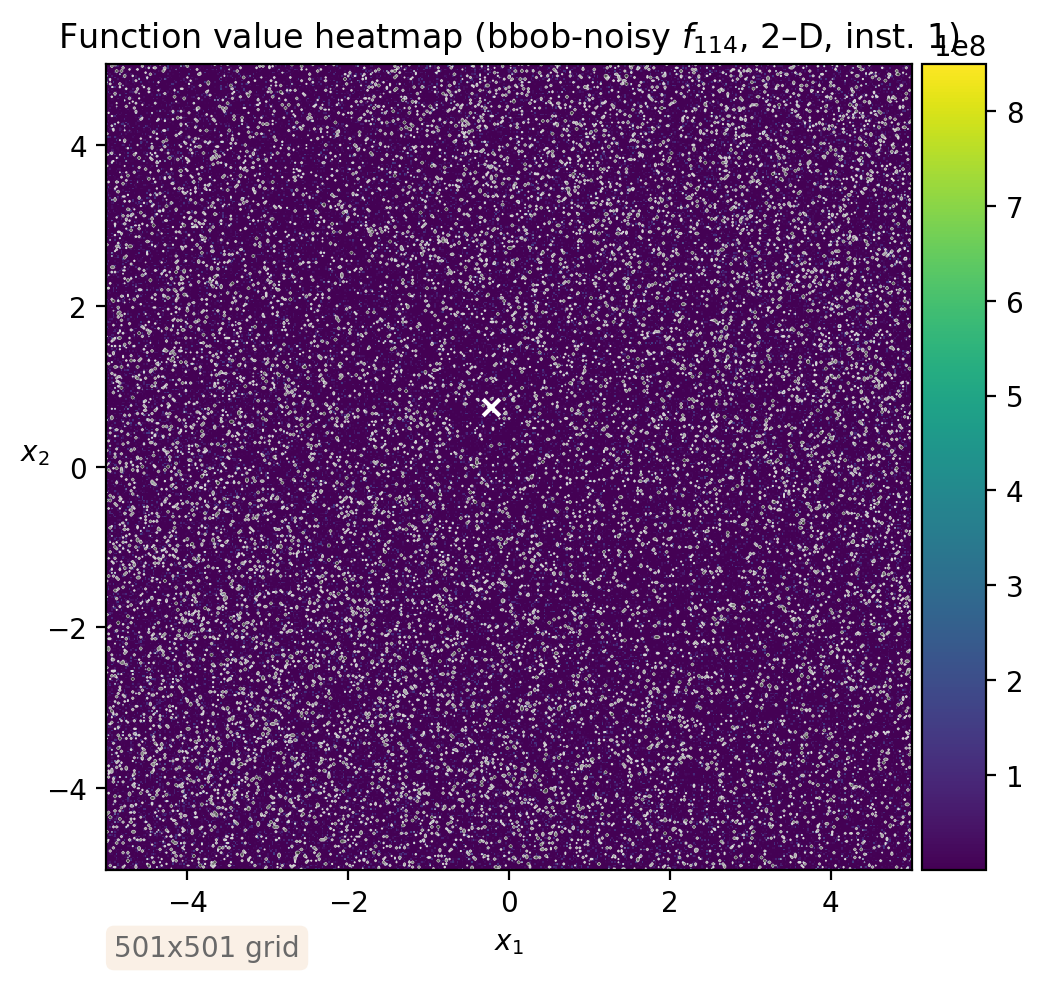 Function value heatmap (bbob-noisy f₁₁₄, 2–D, inst. 1)
1e8
8
7
6
5
4
3
2
1
4
2
0
−2
−4
x₂
−4 −2 0 2 4
x₁
501x501 grid